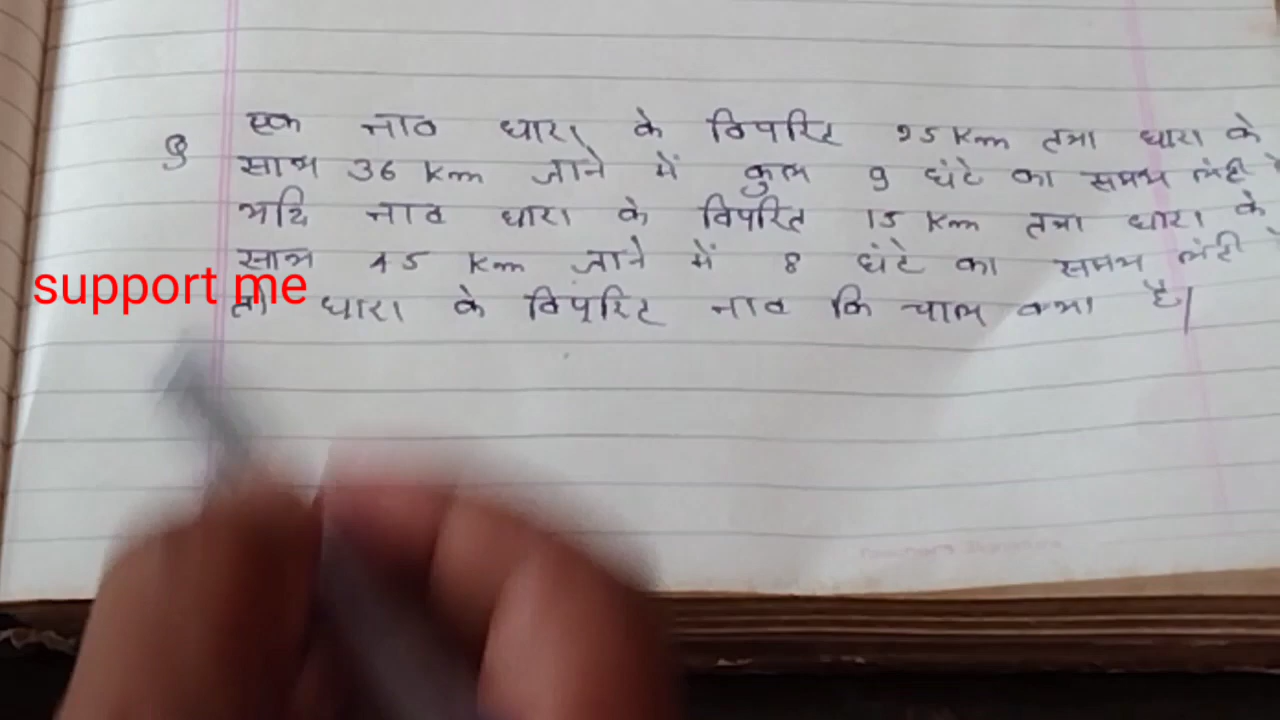 एक नाव धारा के विपरित 25 Km तथा धारा के
9 साथ 36 Km जाने में कुल 9 घंटे का समय लेती
यदि नाव धारा के विपरित 15 Km तथा धारा के
साथ 45 Km जाने में 8 घंटे का समय लेती
support me
तो धारा के विपरित नाव कि चाल क्या है|